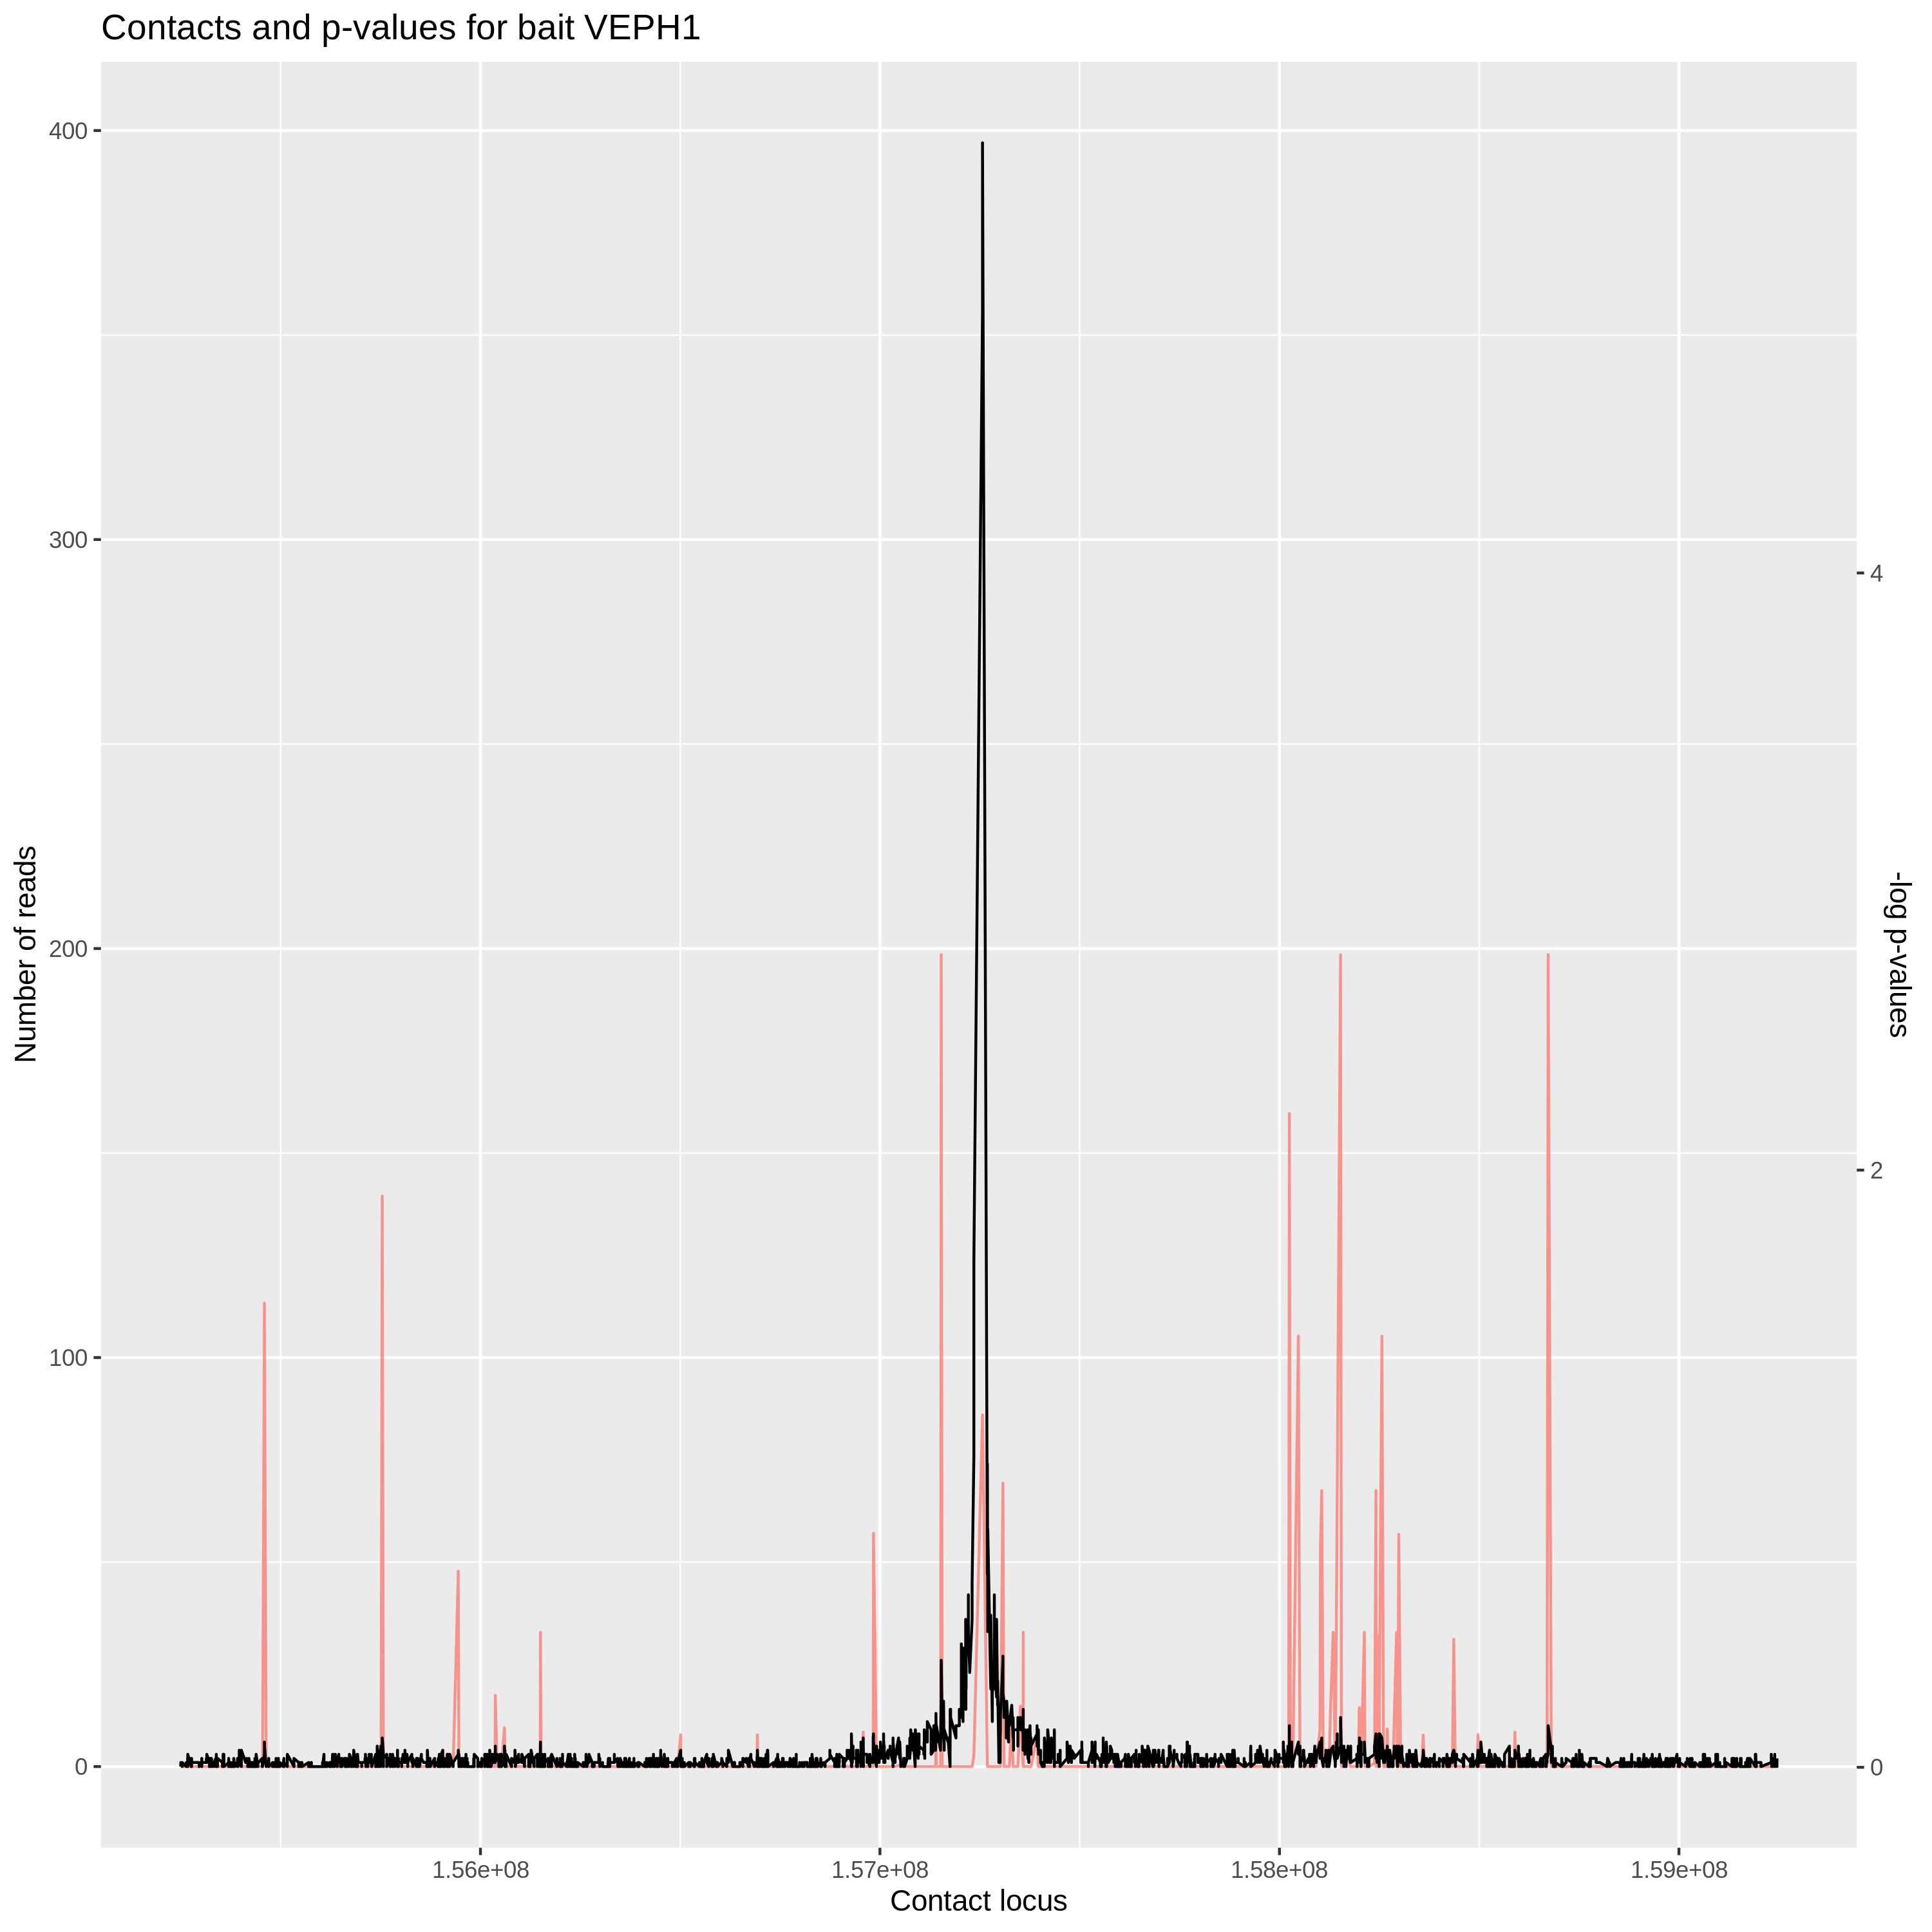 Contacts and p-values for bait VEPH1
400
300
200
100
0
Number of reads
4
2
0
-log p-values
1.56e+08
1.57e+08
1.58e+08
1.59e+08
Contact locus